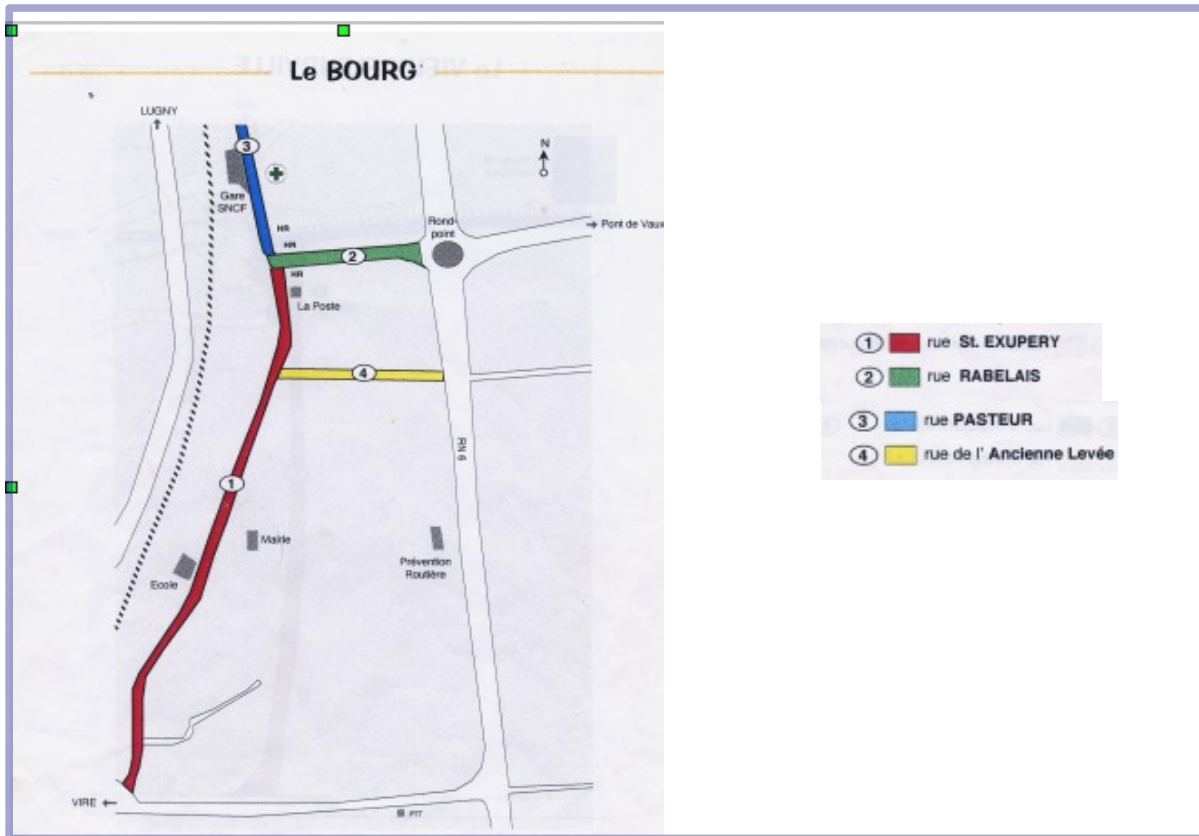 Le BOURG
LUGNY
3
N
Gare
SNCF
Rond-
point
Pont de Vaux
HR
HR
2
HR
La Poste
4
RN 6
1
Mairie
Prévention
Routière
Ecole
VIRE
PTT
1 rue St. EXUPERY
2 rue RABELAIS
3 rue PASTEUR
4 rue de l' Ancienne Levée